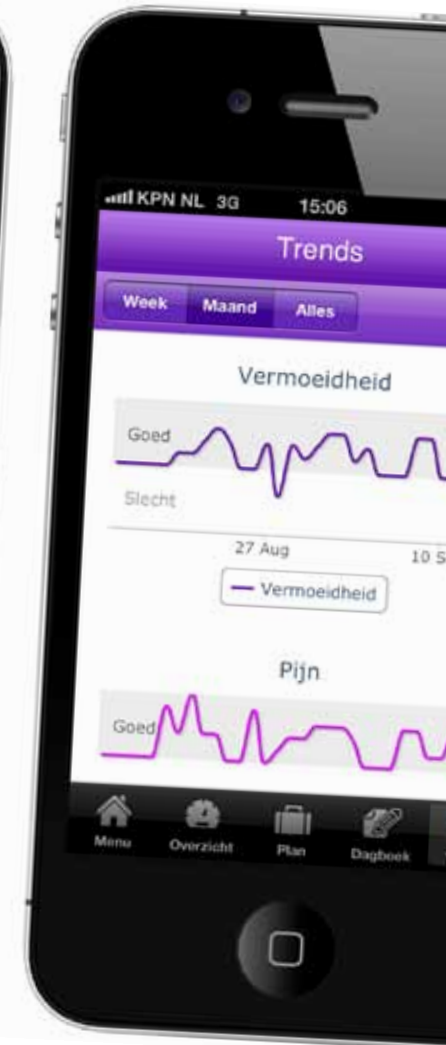 KPN NL 3G 15:06
Trends
Week Maand Alles
Vermoeidheid
Goed
Slecht
27 Aug 10 S
Vermoeidheid
Pijn
Goed
Menu Overzicht Plan Dagboek